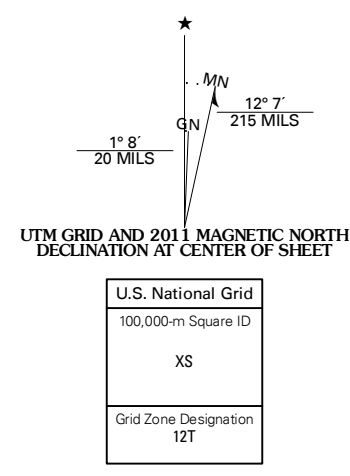 ★
MN
GN
12° 7´
215 MILS
1° 8´
20 MILS
UTM GRID AND 2011 MAGNETIC NORTH
DECLINATION AT CENTER OF SHEET
U.S. National Grid
100,000-m Square ID
XS
Grid Zone Designation
12T